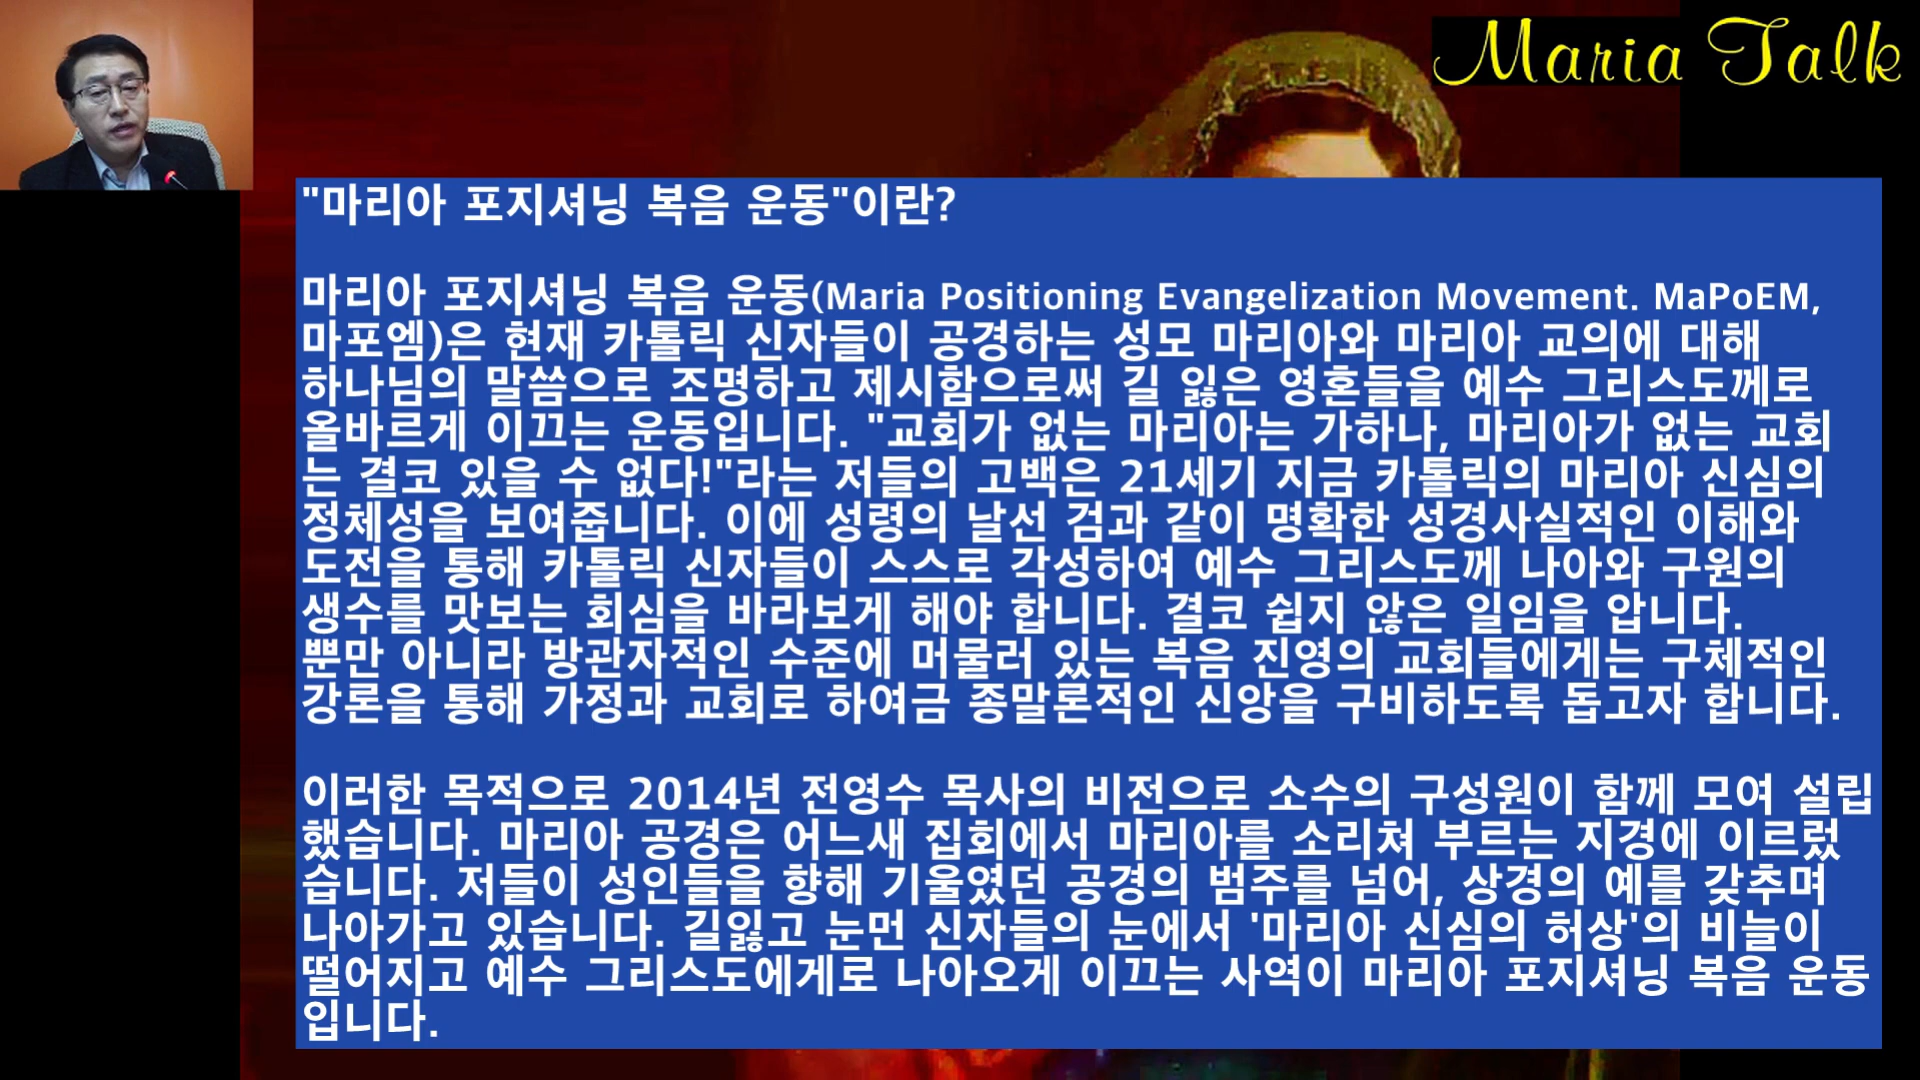 Maria Talk
"마리아 포지셔닝 복음 운동"이란?
마리아 포지셔닝 복음 운동(Maria Positioning Evangelization Movement. MaPoEM,
마포엠)은 현재 카톨릭 신자들이 공경하는 성모 마리아와 마리아 교의에 대해
하나님의 말씀으로 조명하고 제시함으로써 길 잃은 영혼들을 예수 그리스도께로
올바르게 이끄는 운동입니다. "교회가 없는 마리아는 가하나, 마리아가 없는 교회
는 결코 있을 수 없다!"라는 저들의 고백은 21세기 지금 카톨릭의 마리아 신심의
정체성을 보여줍니다. 이에 성령의 날선 검과 같이 명확한 성경사실적인 이해와
도전을 통해 카톨릭 신자들이 스스로 각성하여 예수 그리스도께 나아와 구원의
생수를 맛보는 회심을 바라보게 해야 합니다. 결코 쉽지 않은 일임을 압니다.
뿐만 아니라 방관자적인 수준에 머물러 있는 복음 진영의 교회들에게는 구체적인
강론을 통해 가정과 교회로 하여금 종말론적인 신앙을 구비하도록 돕고자 합니다.
이러한 목적으로 2014년 전영수 목사의 비전으로 소수의 구성원이 함께 모여 설립
했습니다. 마리아 공경은 어느새 집회에서 마리아를 소리쳐 부르는 지경에 이르렀
습니다. 저들이 성인들을 향해 기울였던 공경의 범주를 넘어, 상경의 예를 갖추며
나아가고 있습니다. 길잃고 눈먼 신자들의 눈에서 '마리아 신심의 허상'의 비늘이
떨어지고 예수 그리스도에게로 나아오게 이끄는 사역이 마리아 포지셔닝 복음 운동
입니다.